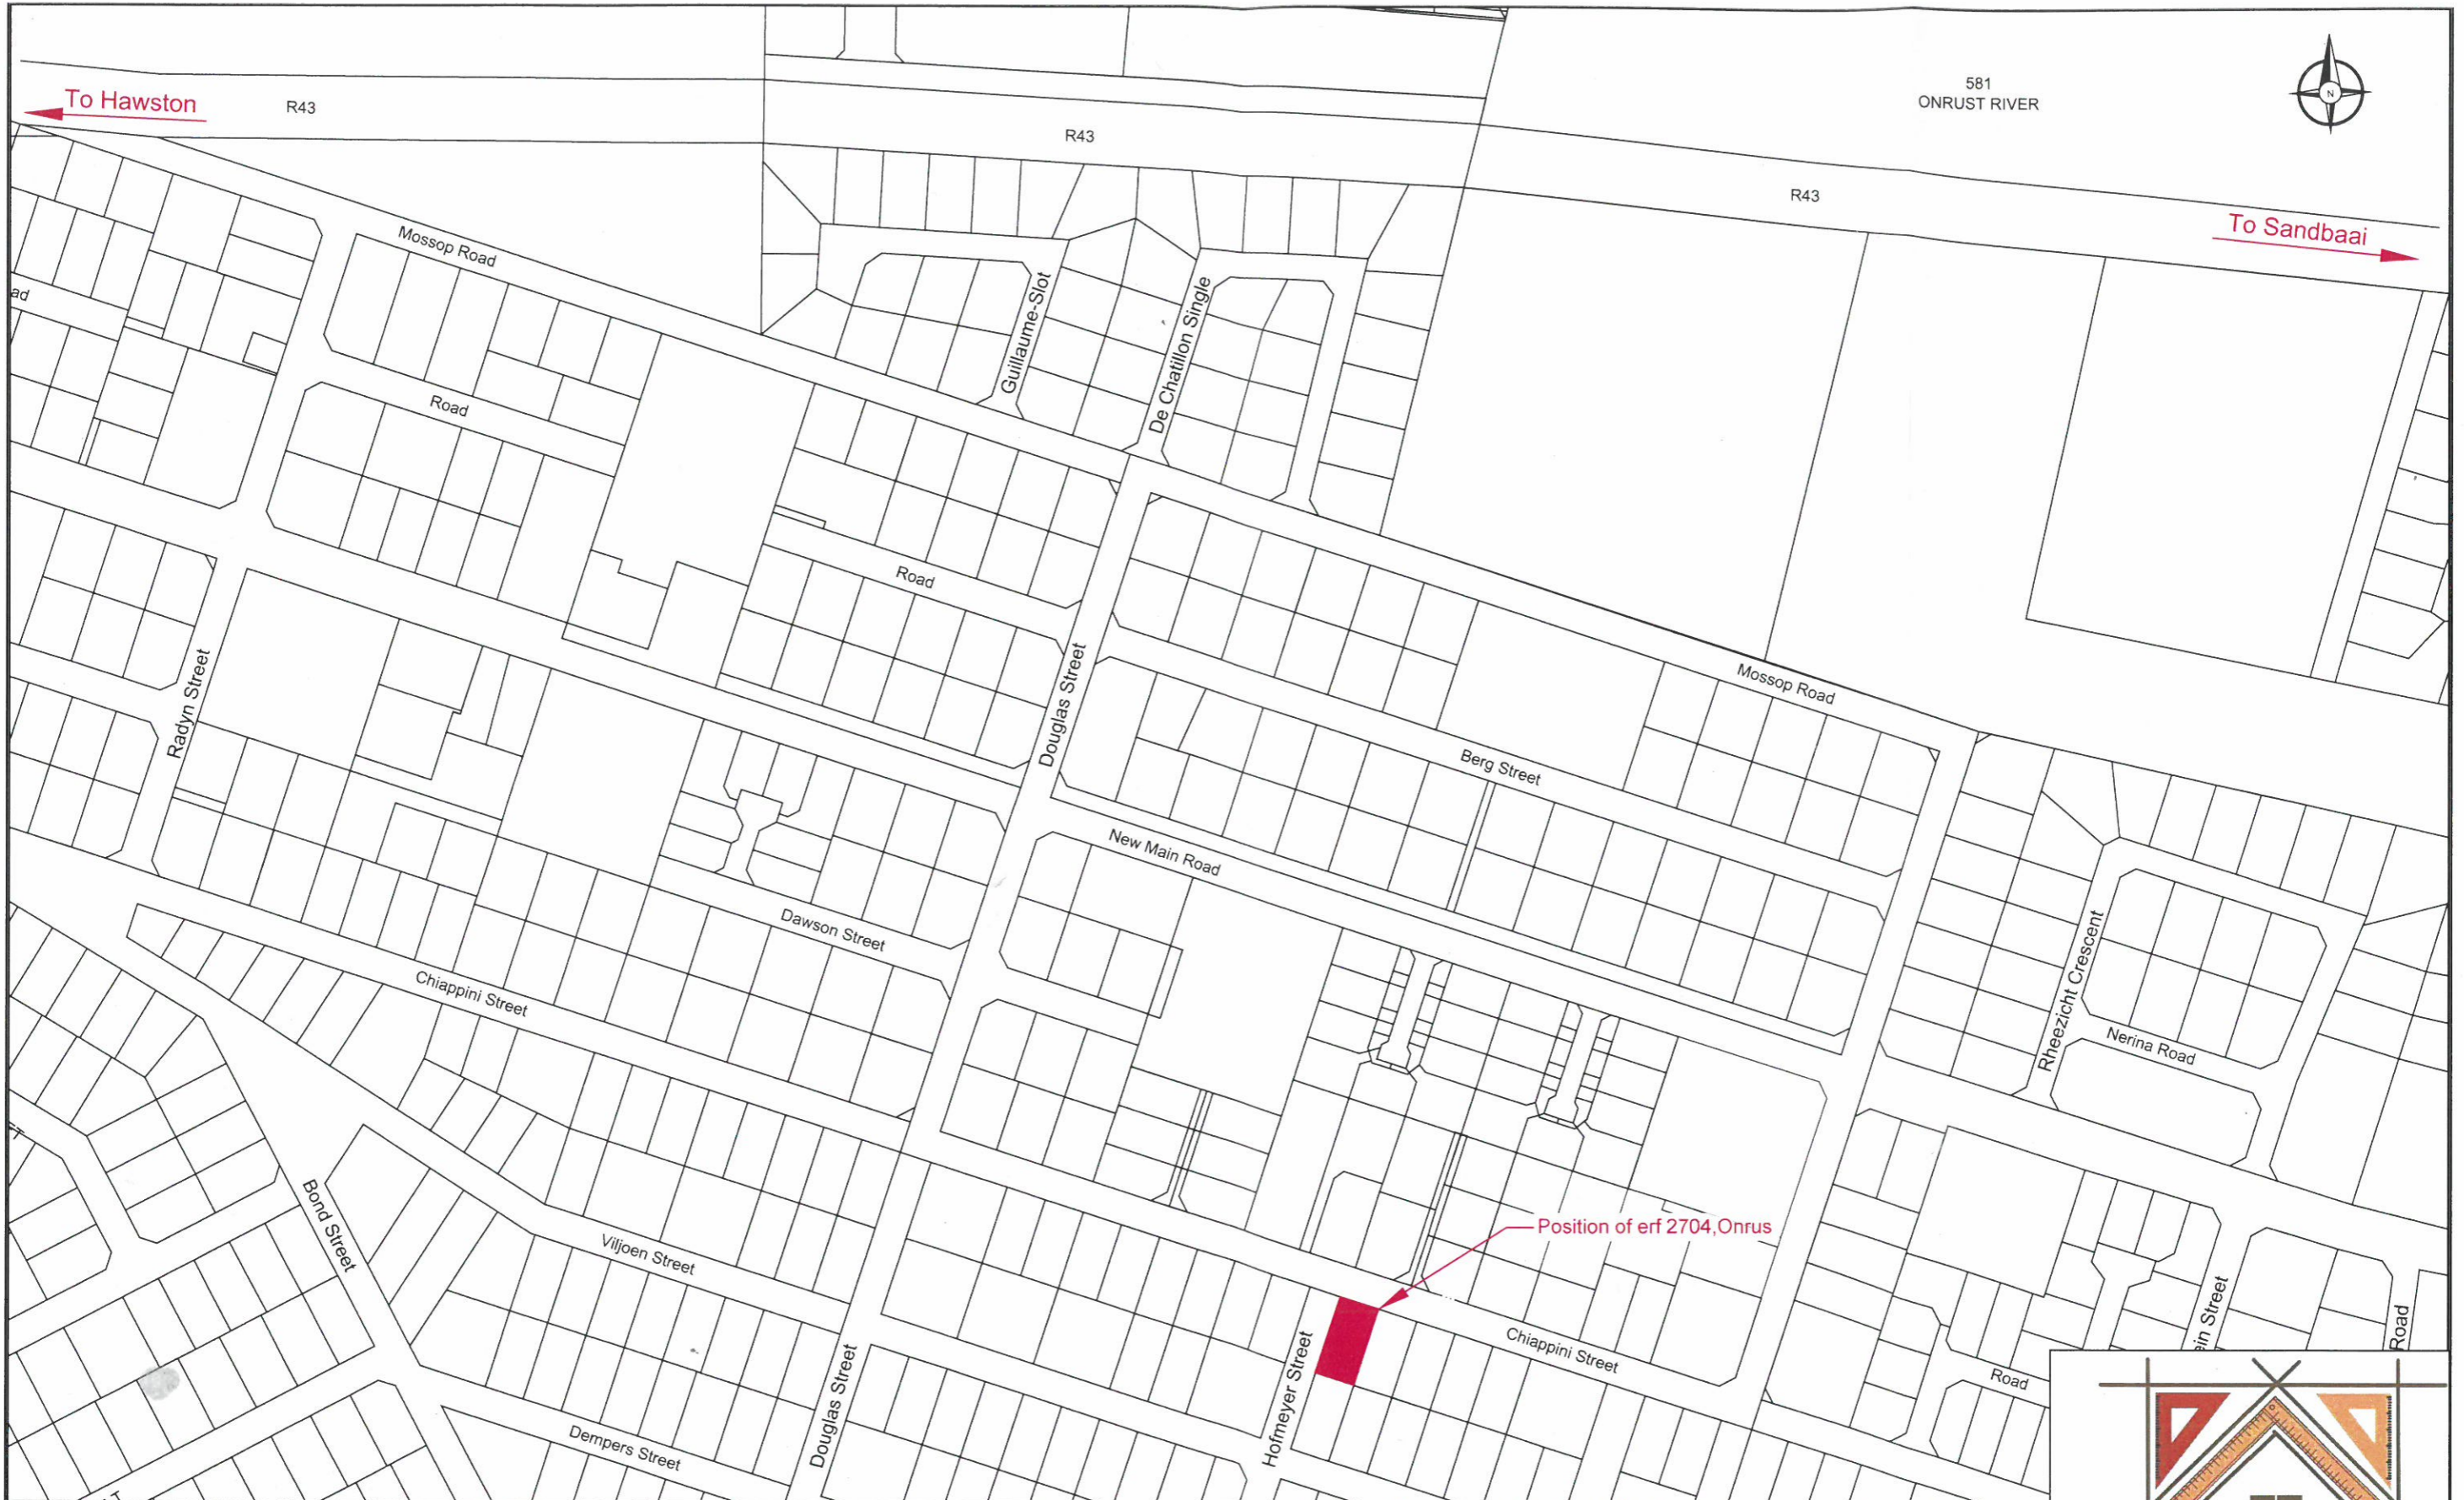 To Hawston
R43
R43
581
ONRUST RIVER
N
R43
To Sandbaai
Mossop Road
ad
Guillaume-Slot
De Chatillon Single
Road
Road
Radyn Street
Douglas Street
Mossop Road
Berg Street
New Main Road
Dawson Street
Chiappini Street
Rheezicht Crescent
Nerina Road
Bond Street
Viljoen Street
Position of erf 2704,Onrus
Hofmeyer Street
Chiappini Street
ein Street
Road
Road
Douglas Street
Dempers Street